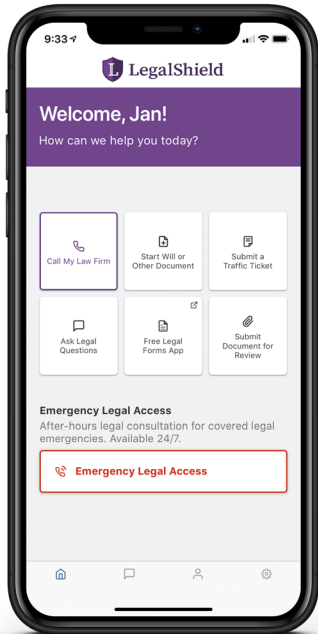 9:33
LegalShield
Welcome, Jan!
How can we help you today?
Call My Law Firm
Start Will or
Other Document
Submit a
Traffic Ticket
Ask Legal
Questions
Free Legal
Forms App
Submit
Document for
Review
Emergency Legal Access
After-hours legal consultation for covered legal
emergencies. Available 24/7.
Emergency Legal Access